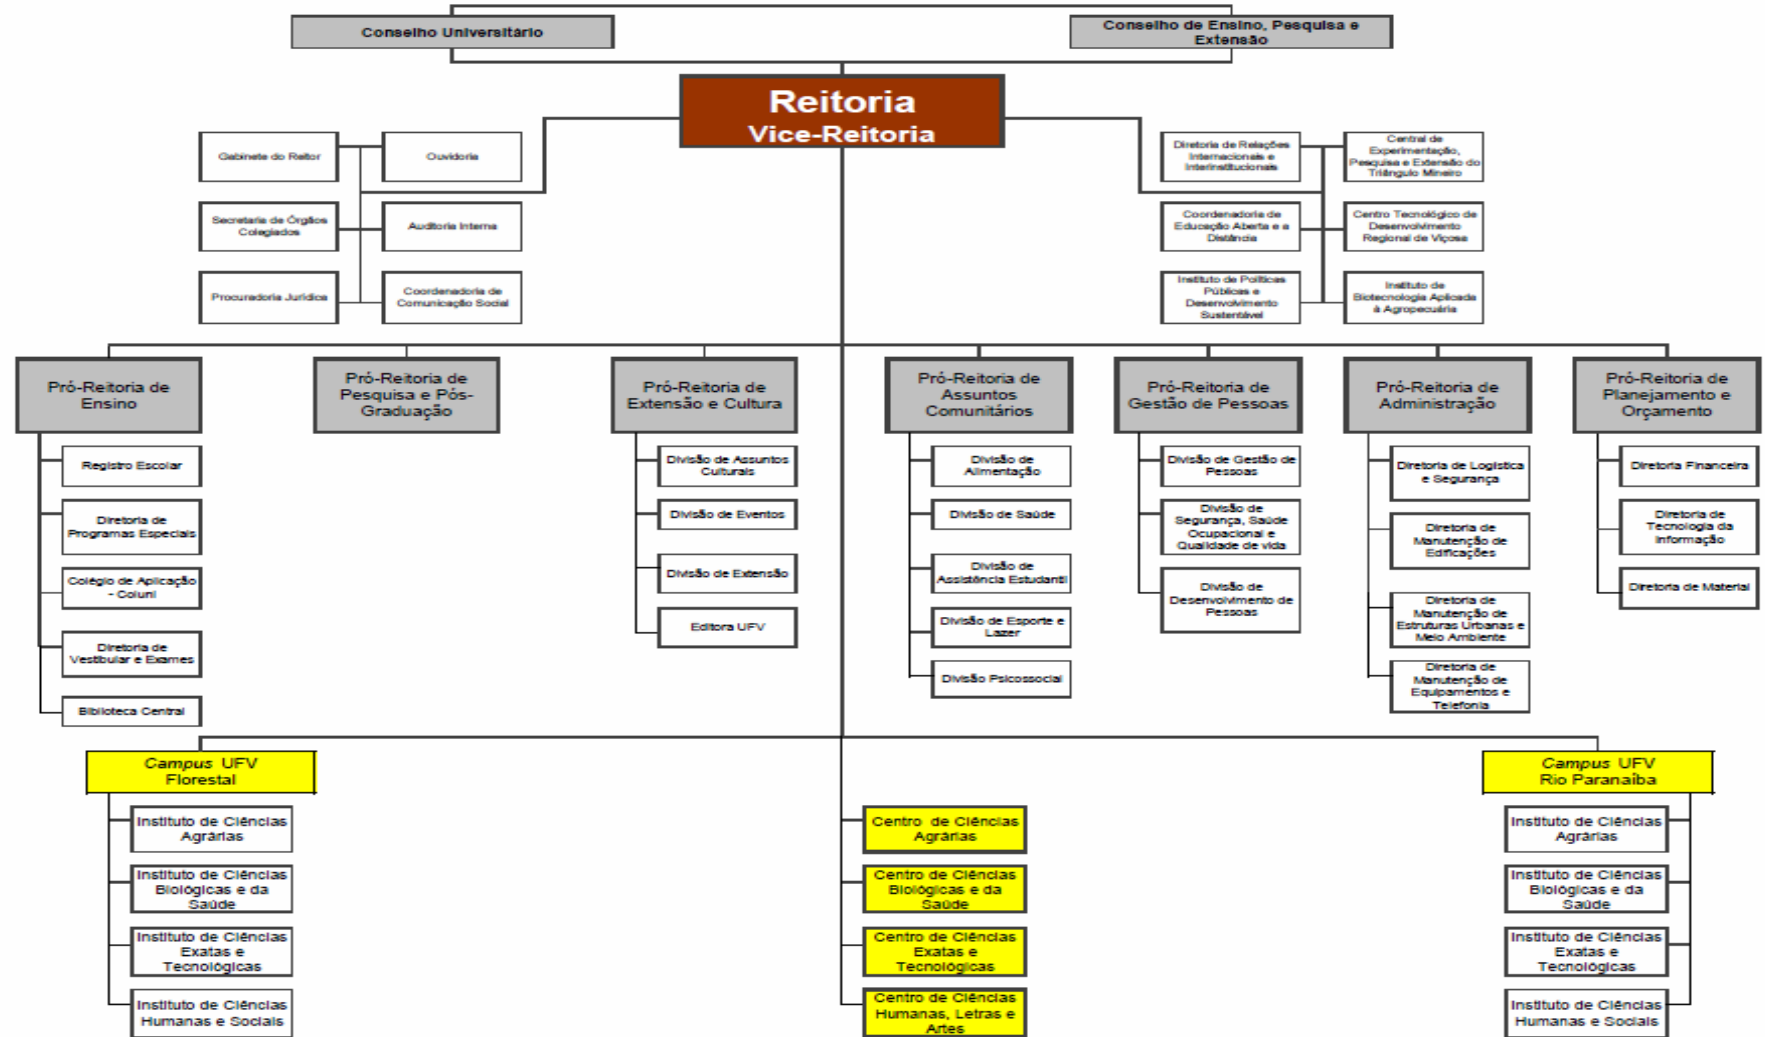 Conselho Universitário
Conselho de Ensino, Pesquisa e
Extensão
Reitoria
Vice-Reitoria
Gabinete do Reitor
Ouvidoria
Secretaria de Órgãos
Colegiados
Auditoria Interna
Procuradoria Jurídica
Coordenadoria de
Comunicação Social
Diretoria de Relações
Internacionais e
Interinstitucionais
Central de
Experimentação,
Pesquisa e Extensão do
Triângulo Mineiro
Coordenadoria de
Educação Aberta e a
Distância
Centro Tecnológico de
Desenvolvimento
Regional de Viçosa
Instituto de Políticas
Públicas e
Desenvolvimento
Sustentável
Instituto de
Biotecnologia Aplicada
à Agropecuária
Pró-Reitoria de
Ensino
Pró-Reitoria de
Pesquisa e Pós-
Graduação
Pró-Reitoria de
Extensão e Cultura
Pró-Reitoria de
Assuntos
Comunitários
Pró-Reitoria de
Gestão de Pessoas
Pró-Reitoria de
Administração
Pró-Reitoria de
Planejamento e
Orçamento
Registro Escolar
Diretoria de
Programas Especiais
Colégio de Aplicação
- Coluni
Diretoria de
Vestibular e Exames
Biblioteca Central
Divisão de Assuntos
Culturais
Divisão de Eventos
Divisão de Extensão
Editora UFV
Divisão de
Alimentação
Divisão de Saúde
Divisão de
Assistência Estudantil
Divisão de Esporte e
Lazer
Divisão Psicossocial
Divisão de Gestão de
Pessoas
Divisão de
Segurança, Saúde
Ocupacional e
Qualidade de vida
Divisão de
Desenvolvimento de
Pessoas
Diretoria de Logística
e Segurança
Diretoria de
Manutenção de
Edificações
Diretoria de
Manutenção de
Estruturas Urbanas e
Meio Ambiente
Diretoria de
Manutenção de
Equipamentos e
Telefonia
Diretoria Financeira
Diretoria de
Tecnologia da
Informação
Diretoria de Material
Campus UFV
Florestal
Instituto de Ciências
Agrárias
Instituto de Ciências
Biológicas e da
Saúde
Instituto de Ciências
Exatas e
Tecnológicas
Instituto de Ciências
Humanas e Sociais
Centro de Ciências
Agrárias
Centro de Ciências
Biológicas e da
Saúde
Centro de Ciências
Exatas e
Tecnológicas
Centro de Ciências
Humanas, Letras e
Artes
Campus UFV
Rio Paranaíba
Instituto de Ciências
Agrárias
Instituto de Ciências
Biológicas e da
Saúde
Instituto de Ciências
Exatas e
Tecnológicas
Instituto de Ciências
Humanas e Sociais